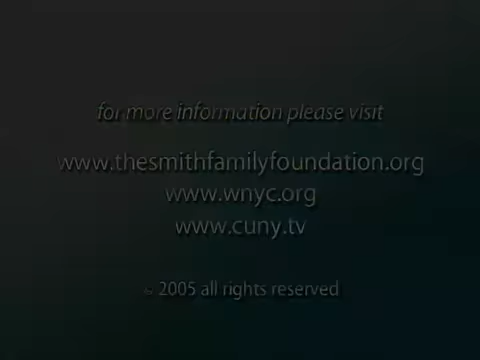 for more information please visit
www.thesmithfamilyfoundation.org
www.wnyc.org
www.cuny.tv
© 2005 all rights reserved